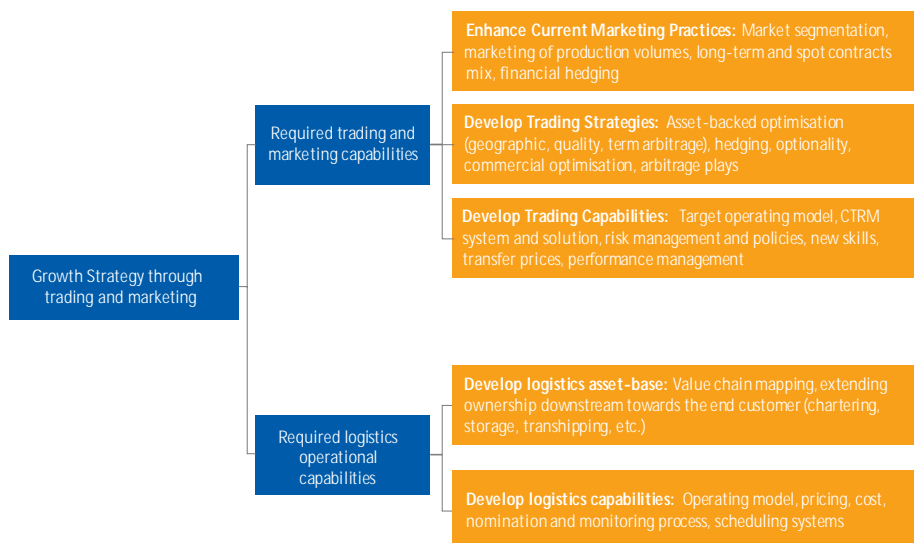 Enhance Current Marketing Practices: Market segmentation,
marketing of production volumes, long-term and spot contracts
mix, financial hedging
Required trading and
marketing capabilities
Develop Trading Strategies: Asset-backed optimisation
(geographic, quality, term arbitrage), hedging, optionality,
commercial optimisation, arbitrage plays
Develop Trading Capabilities: Target operating model, CTRM
system and solution, risk management and policies, new skills,
transfer prices, performance management
Growth Strategy through
trading and marketing
Develop logistics asset-base: Value chain mapping, extending
ownership downstream towards the end customer (chartering,
storage, transhipping, etc.)
Required logistics
operational
capabilities
Develop logistics capabilities: Operating model, pricing, cost,
nomination and monitoring process, scheduling systems